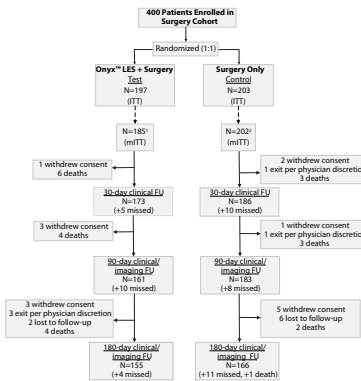 400 Patients Enrolled in
Surgery Cohort
Randomized (1:1)
Onyx™ LES + Surgery
Test
N=197
(ITT)
Surgery Only
Control
N=203
(ITT)
N=185¹
(mITT)
N=202²
(mITT)
1 withdrew consent
6 deaths
2 withdrew consent
1 exit per physician discretion
3 deaths
30-day clinical FU
N=173
(+5 missed)
30-day clinical FU
N=186
(+10 missed)
3 withdrew consent
4 deaths
1 withdrew consent
1 exit per physician discretion
3 deaths
90-day clinical/
imaging FU
N=161
(+10 missed)
90-day clinical/
imaging FU
N=183
(+8 missed)
3 withdrew consent
3 exit per physician discretion
2 lost to follow-up
4 deaths
5 withdrew consent
6 lost to follow-up
2 deaths
180-day clinical/
imaging FU
N=155
(+4 missed)
180-day clinical/
imaging FU
N=166
(+11 missed, +1 death)